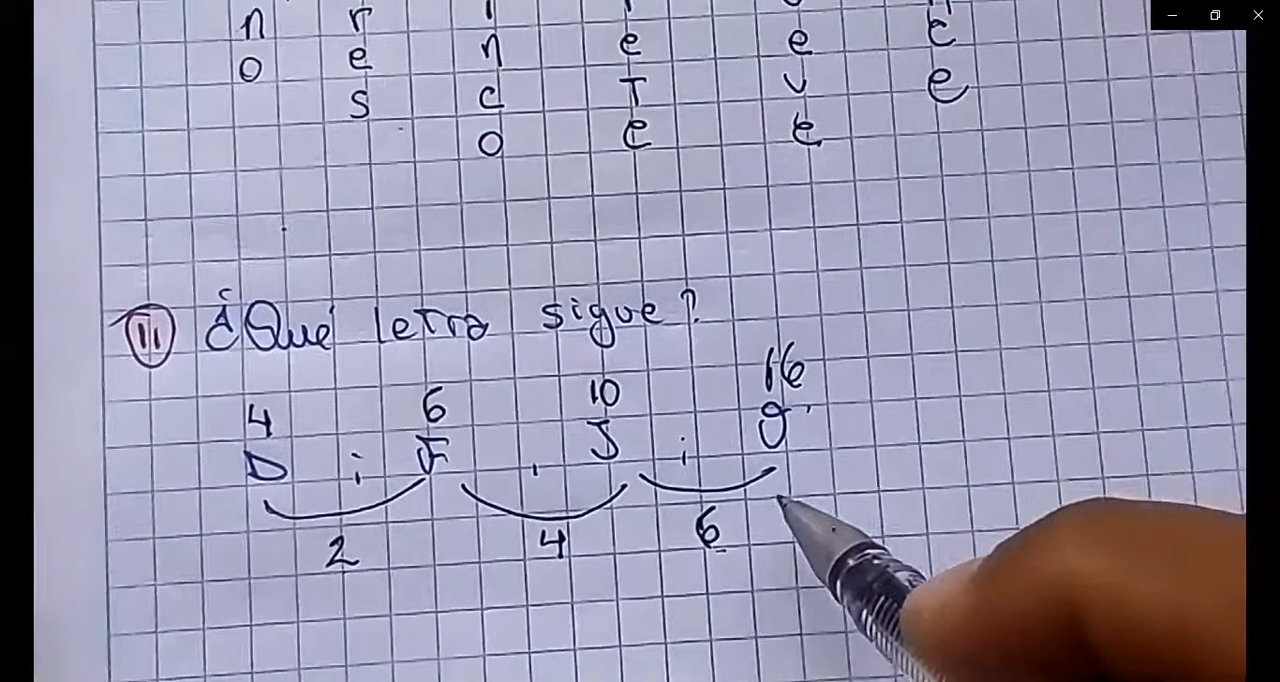 n r
o e n e e c
s c T v e
o e e
11 ¿Qué letra sigue?
4 6 10 16
D ; F , J ; O
2 4 6